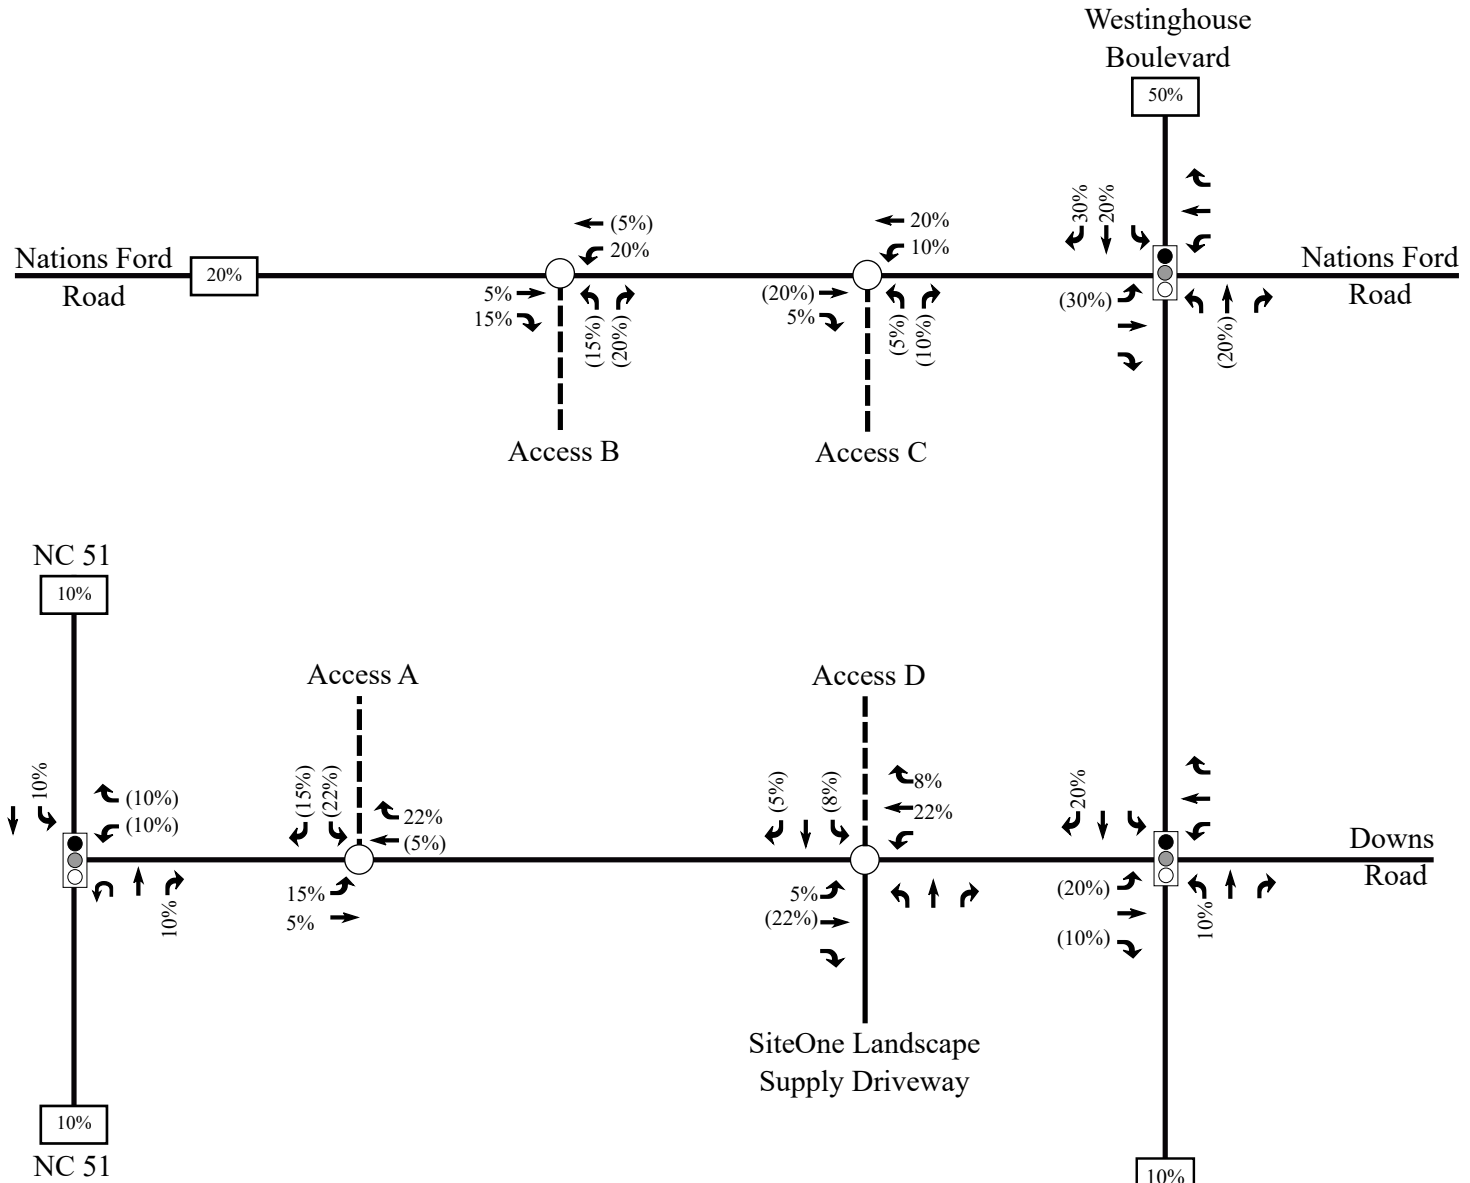 Westinghouse
Boulevard
50%
30%
20%
(5%)
20%
20%
10%
Nations Ford
Road
20%
Nations Ford
Road
5%
15%
(15%)
(20%)
(20%)
5%
(5%)
(10%)
(30%)
(20%)
Access B
Access C
NC 51
10%
Access A
Access D
10%
(10%)
(10%)
(15%)
(22%)
22%
(5%)
(5%)
(8%)
8%
22%
20%
Downs
Road
10%
15%
5%
5%
(22%)
(20%)
(10%)
10%
SiteOne Landscape
Supply Driveway
10%
NC 51
10%